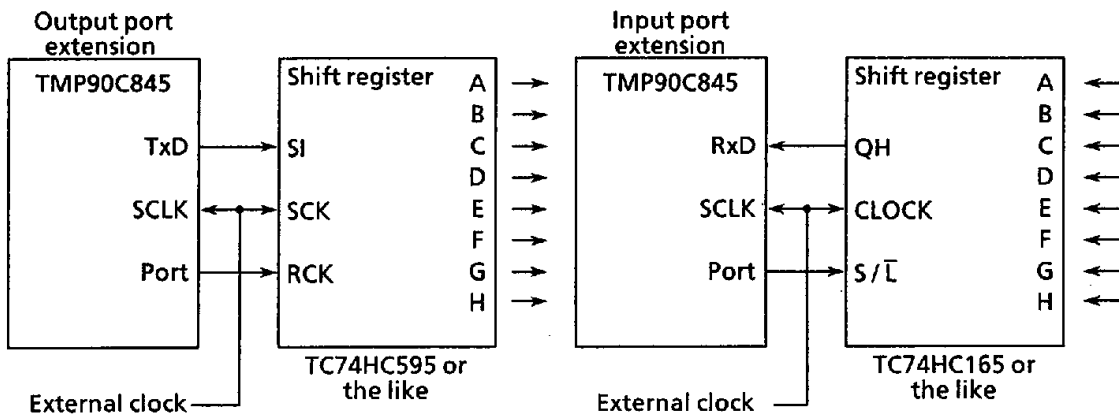 Output port
extension
TMP90C845
TxD
SCLK
Port
Shift register
SI
SCK
RCK
A
B
C
D
E
F
G
H
TC74HC595 or
the like
External clock
Input port
extension
TMP90C845
RxD
SCLK
Port
Shift register
QH
CLOCK
S/L̅
A
B
C
D
E
F
G
H
TC74HC165 or
the like
External clock